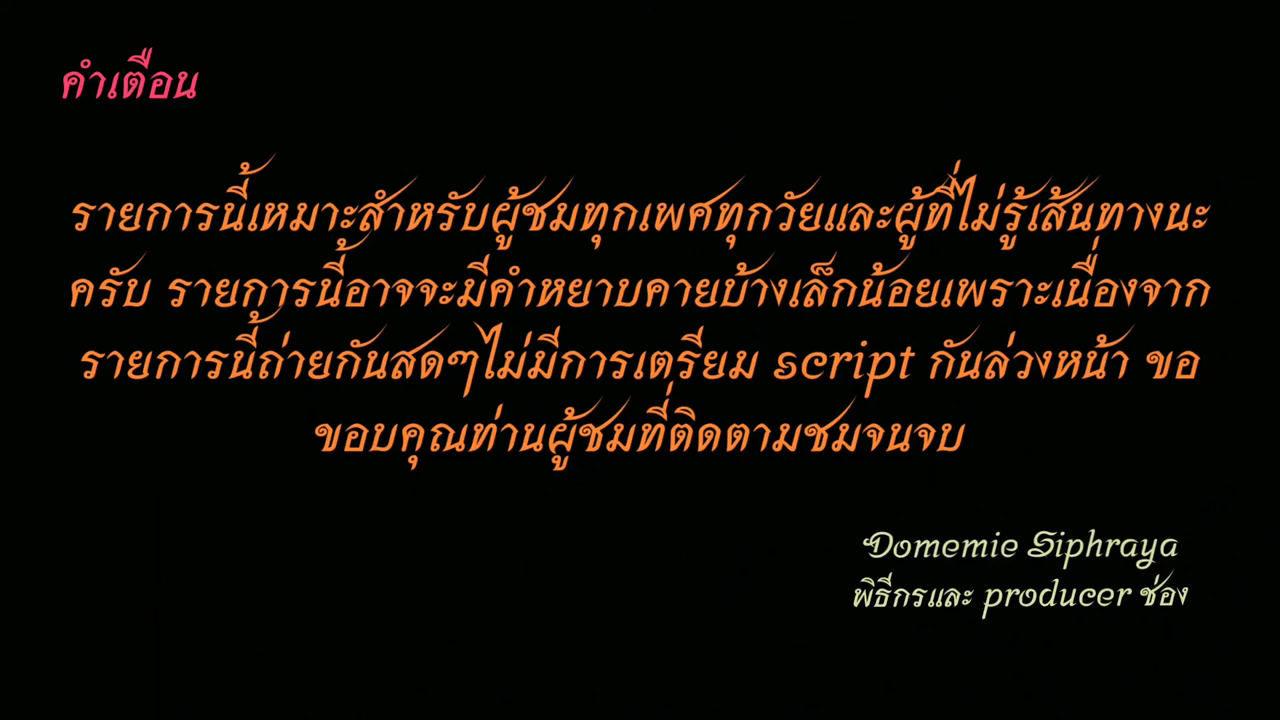 คำเตือน
รายการนี้เหมาะสำหรับผู้ชมทุกเพศทุกวัยและผู้ที่ไม่รู้เส้นทางนะ
ครับ รายการนี้อาจจะมีคำหยาบคายบ้างเล็กน้อยเพราะเนื่องจาก
รายการนี้ถ่ายกันสดๆไม่มีการเตรียม script กันล่วงหน้า ขอ
ขอบคุณท่านผู้ชมที่ติดตามชมจนจบ
Domemie Siphraya
พิธีกรและ producer ช่อง